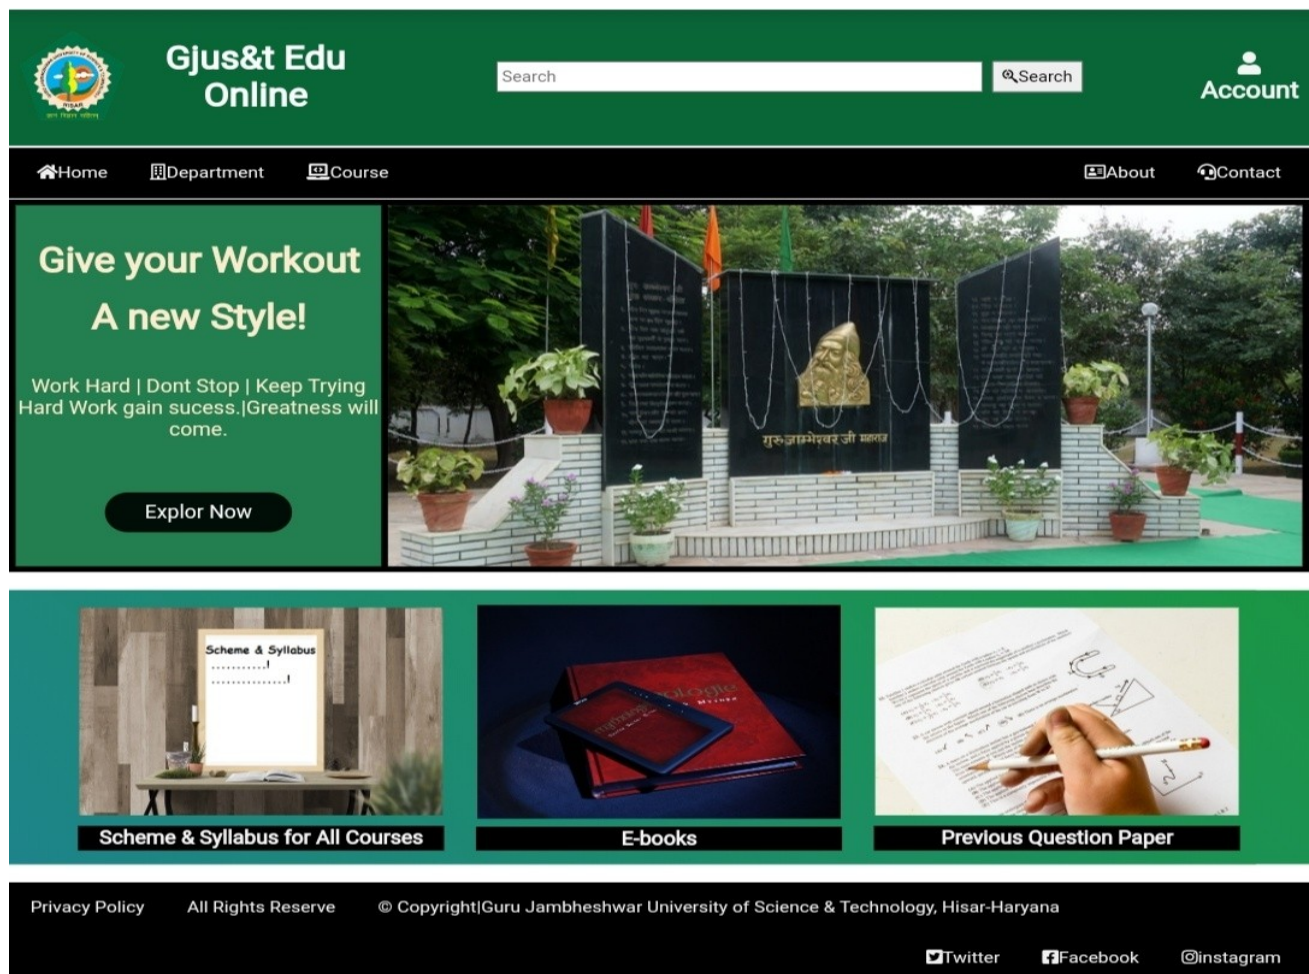 Gjus&t Edu
Online
HISAR
Search
Search
Account
Home
Department
Course
About
Contact
Give your Workout
A new Style!
Work Hard | Dont Stop | Keep Trying
Hard Work gain sucess.|Greatness will
come.
Explor Now
गुरु जाम्भेश्वर जी महाराज
Scheme & Syllabus
...........!
...............!
Scheme & Syllabus for All Courses
E-books
Previous Question Paper
Privacy Policy
All Rights Reserve
© Copyright|Guru Jambheshwar University of Science & Technology, Hisar-Haryana
Twitter
Facebook
instagram